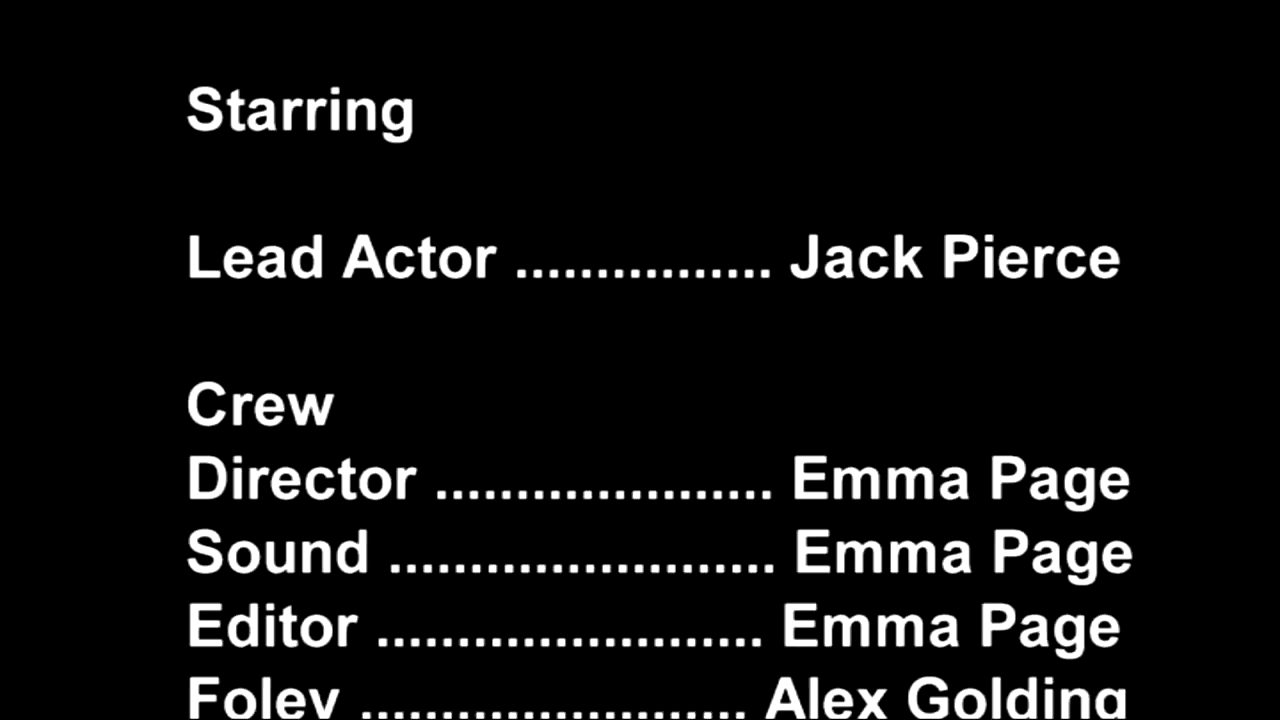 Starring
Lead Actor ................ Jack Pierce
Crew
Director ..................... Emma Page
Sound ........................ Emma Page
Editor ........................ Emma Page
Foley ........................ Alex Golding